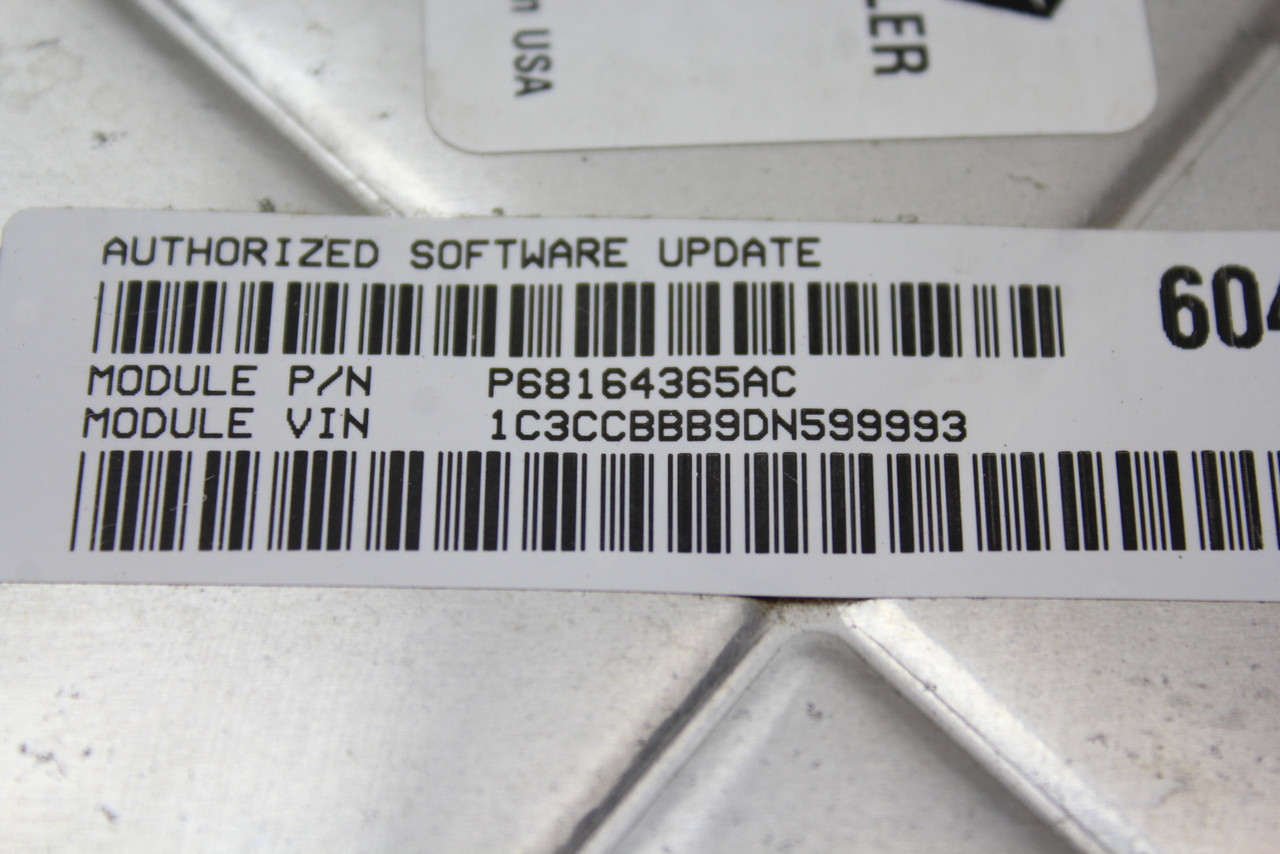 n USA
LER
AUTHORIZED SOFTWARE UPDATE
604
MODULE P/N P68164365AC
MODULE VIN 1C3CCBBB9DN599993